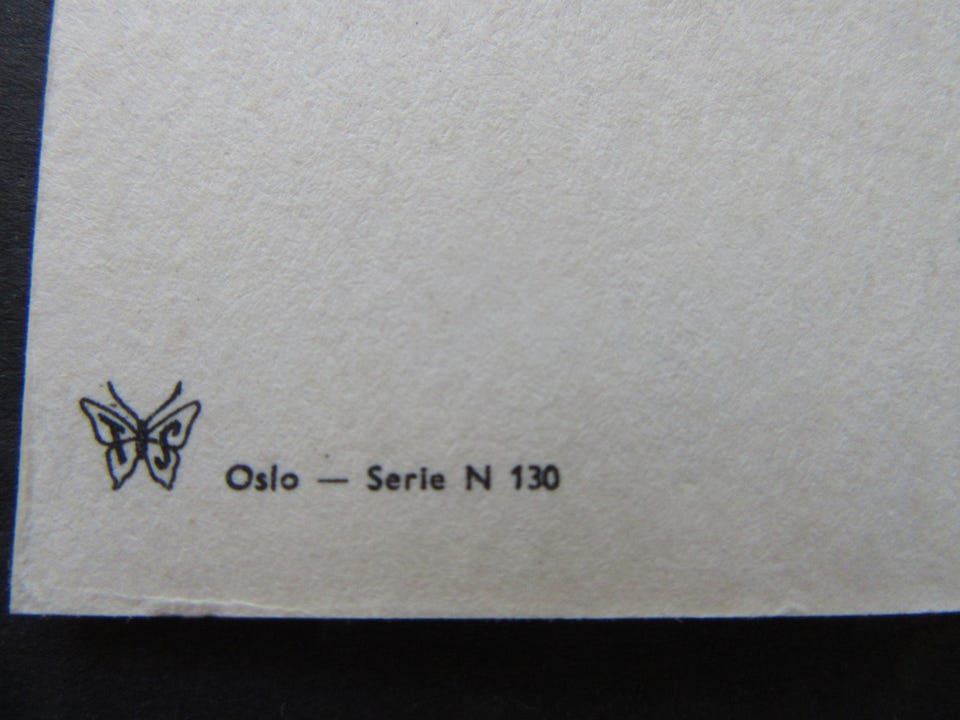 Oslo — Serie N 130